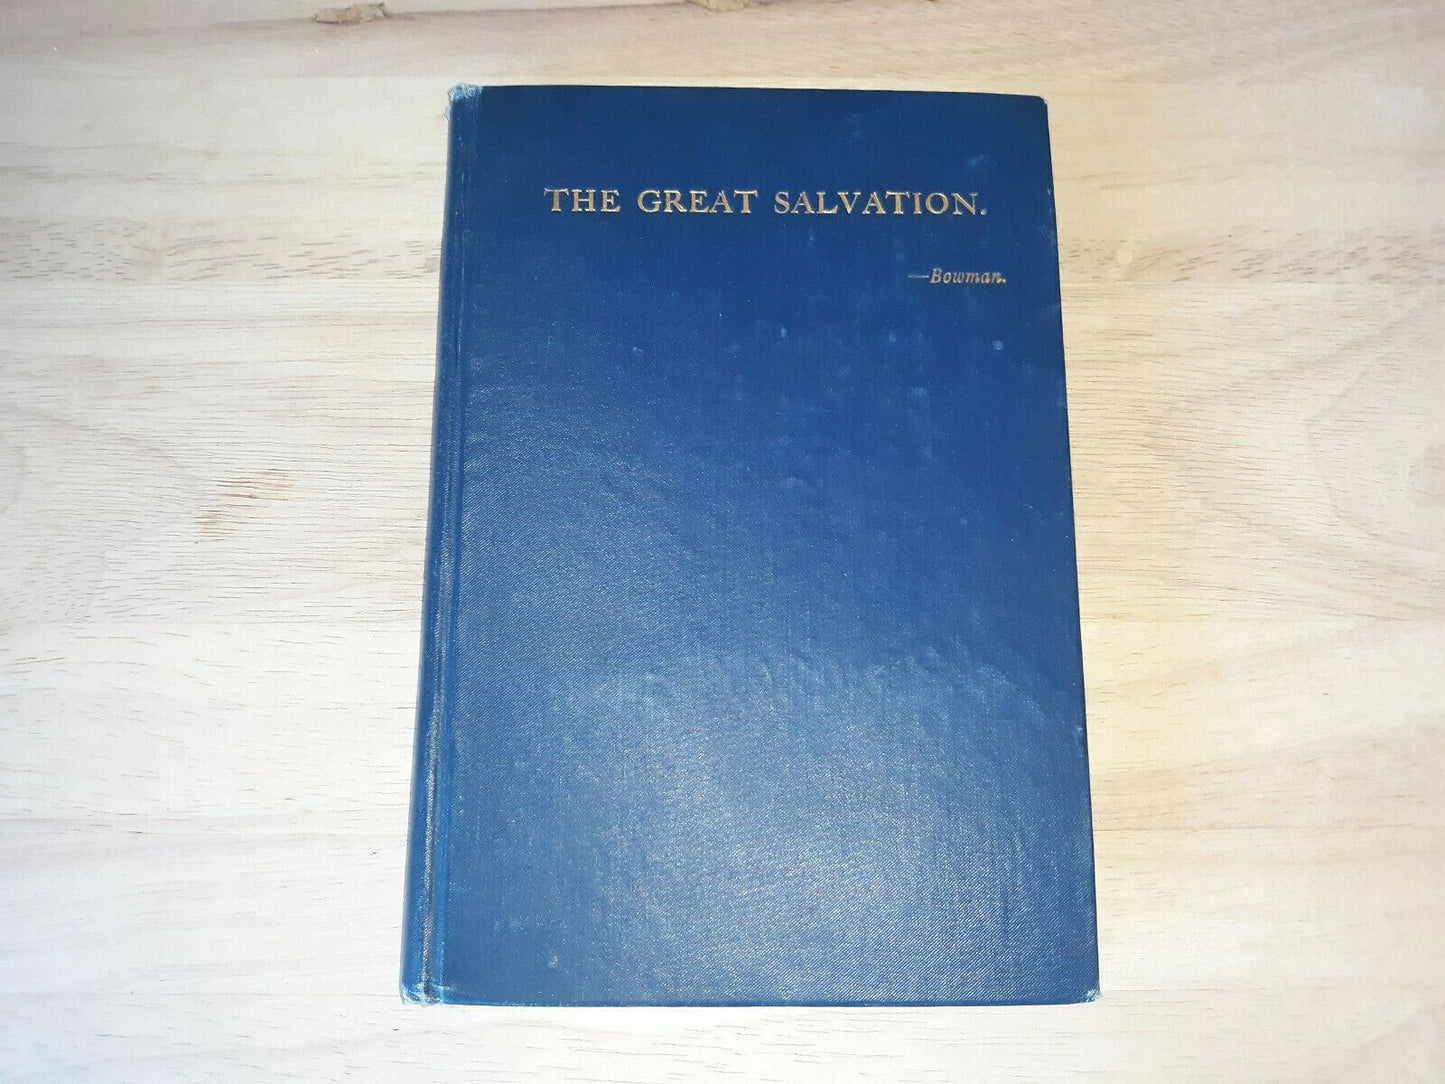 THE GREAT SALVATION.
—Bowman.